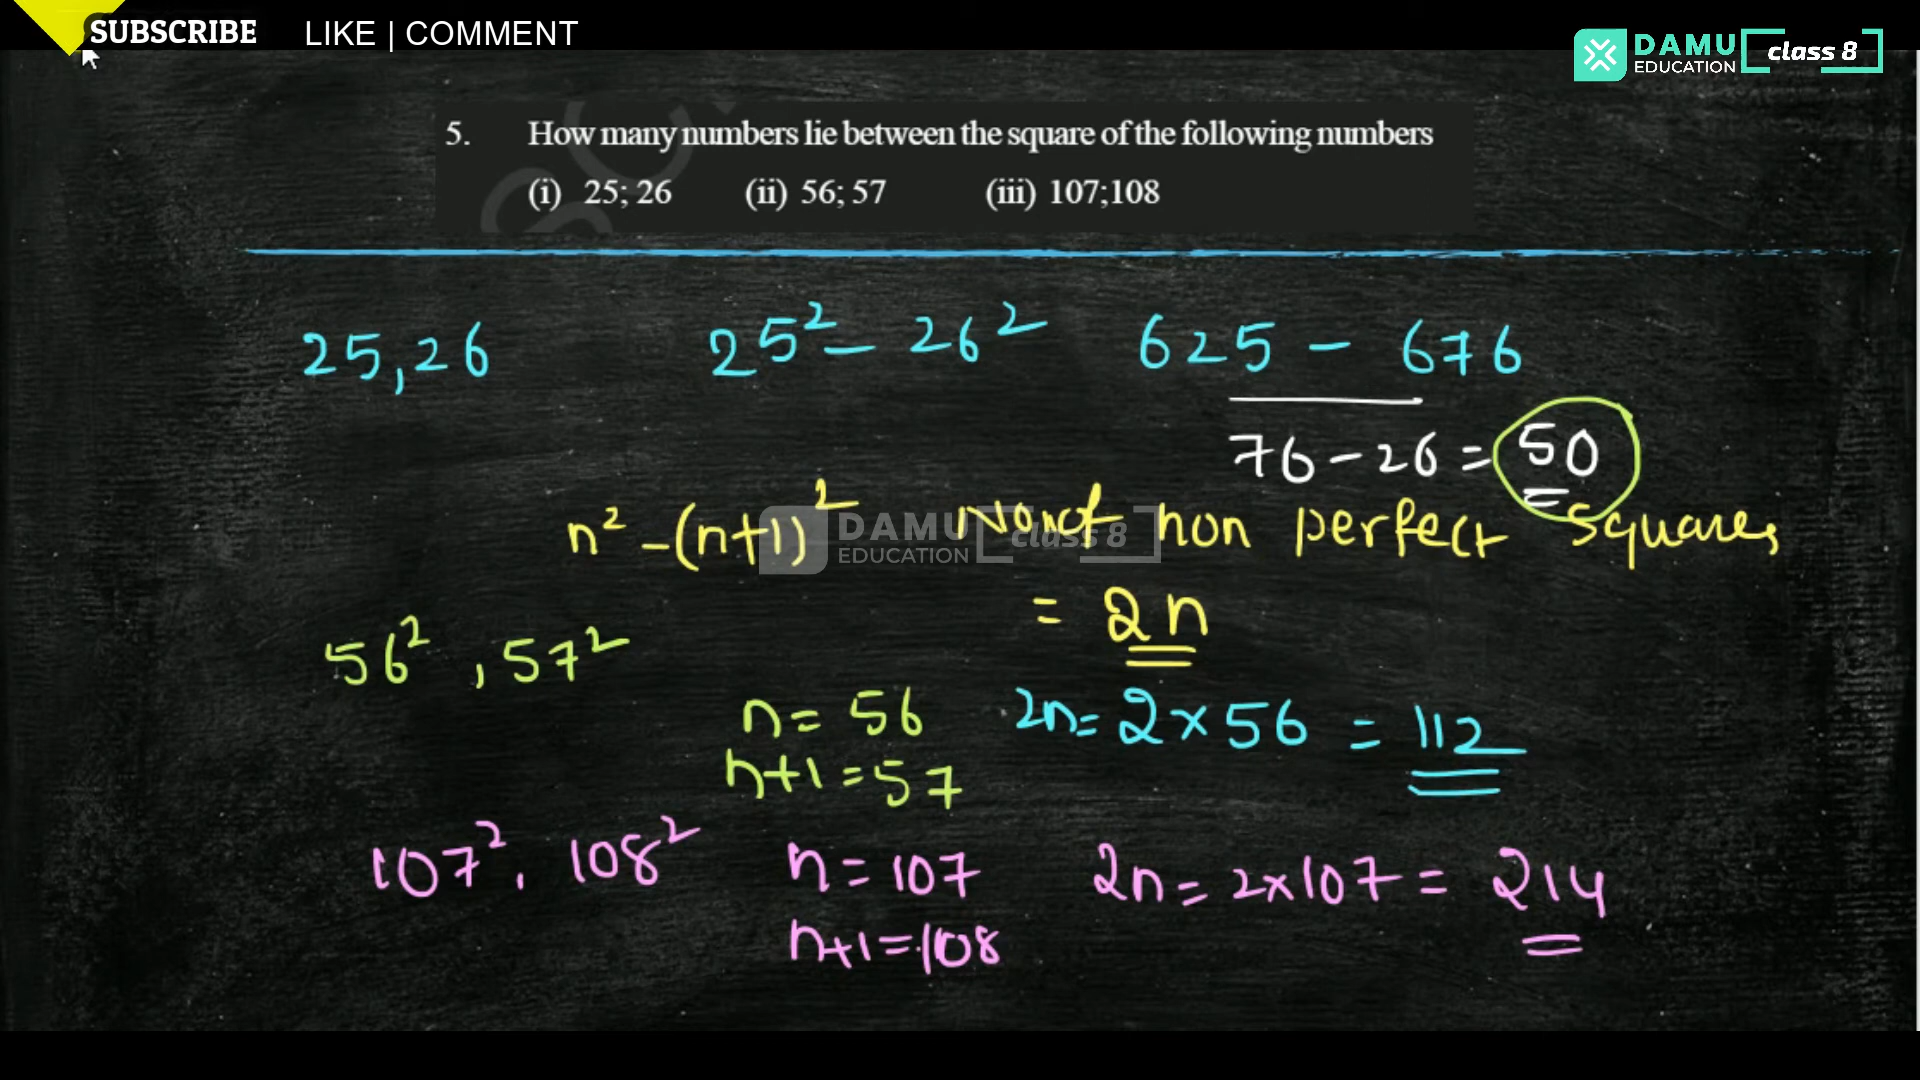 SUBSCRIBE LIKE | COMMENT
DAMU EDUCATION class 8
5. How many numbers lie between the square of the following numbers
(i) 25; 26 (ii) 56; 57 (iii) 107;108
25,26 25² – 26² 625 – 676
76 – 26 = 50
n² – (n+1)² No of non perfect squares
DAMU EDUCATION class 8
= 2n
56² , 57²
n = 56 2n = 2 × 56 = 112
n+1 = 57
107² , 108² n = 107 2n = 2×107 = 214
n+1 = 108